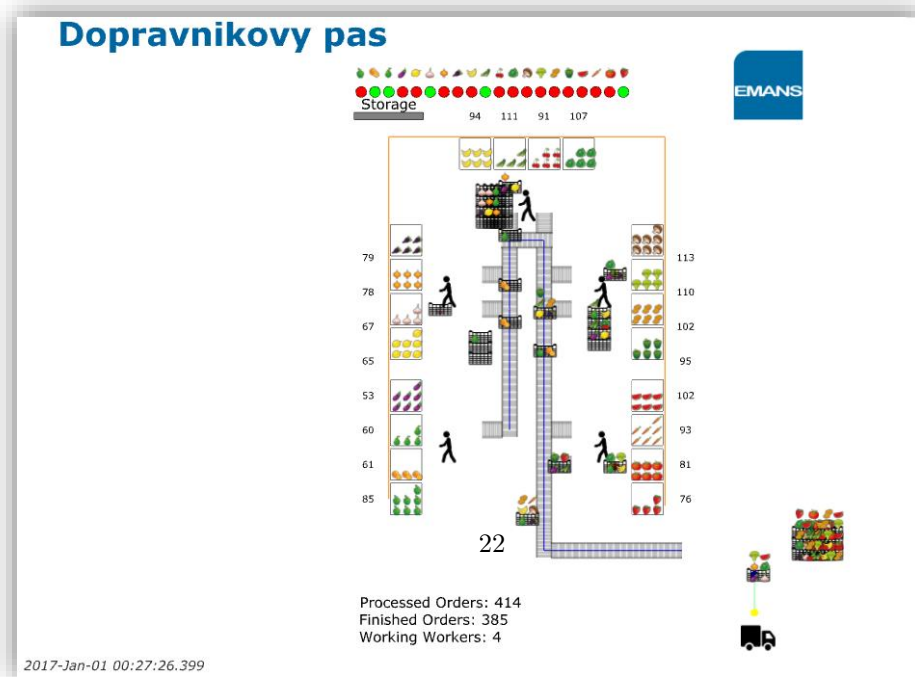 Dopravnikovy pas
EMANS
Storage
94 111 91 107
79 113
78 110
67 102
65 95
53 102
60 93
61 81
85 76
22
Processed Orders: 414
Finished Orders: 385
Working Workers: 4
2017-Jan-01 00:27:26.399